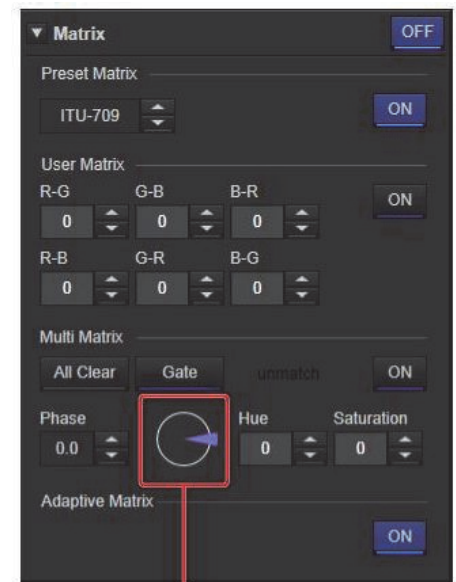 Matrix OFF
Preset Matrix
ITU-709 ON
User Matrix
R-G G-B B-R ON
0 0 0
R-B G-R B-G
0 0 0
Multi Matrix
All Clear Gate unmatch ON
Phase Hue Saturation
0.0 0 0
Adaptive Matrix
ON